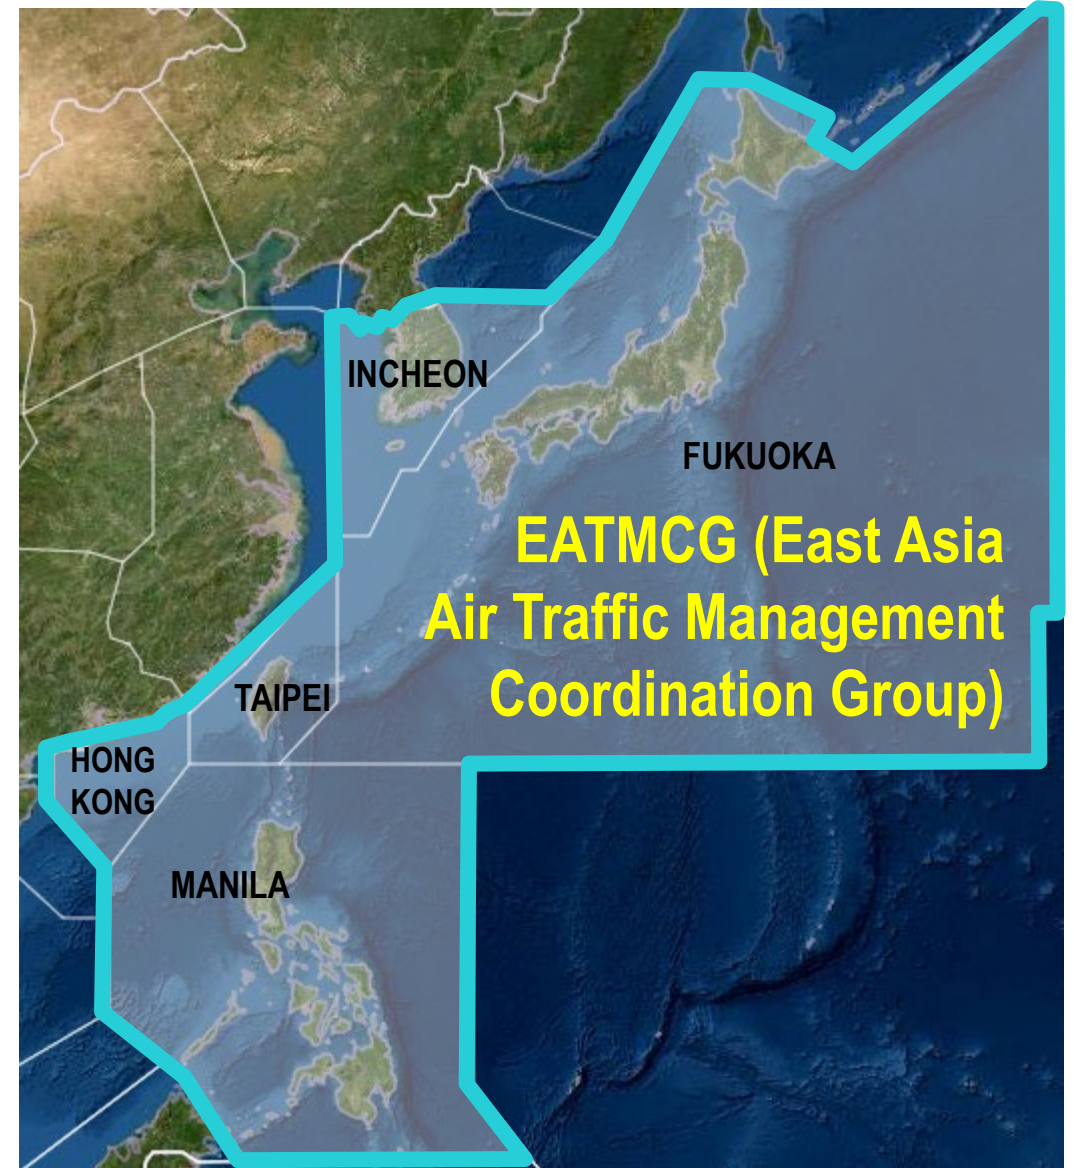 INCHEON
FUKUOKA
EATMCG (East Asia
Air Traffic Management
Coordination Group)
TAIPEI
HONG
KONG
MANILA